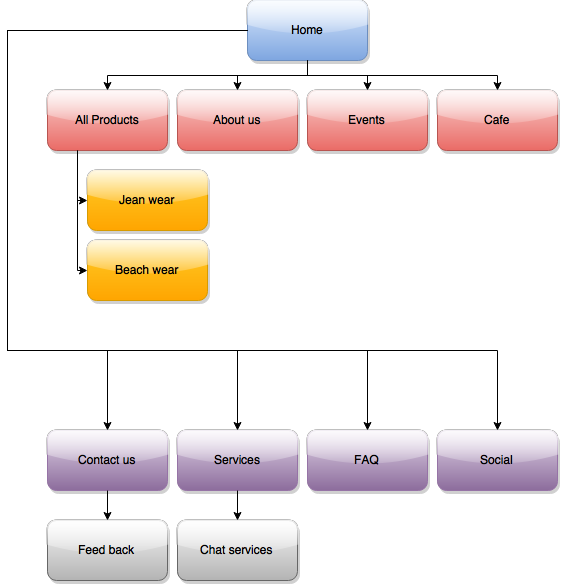 Home
All Products
About us
Events
Cafe
Jean wear
Beach wear
Contact us
Services
FAQ
Social
Feed back
Chat services